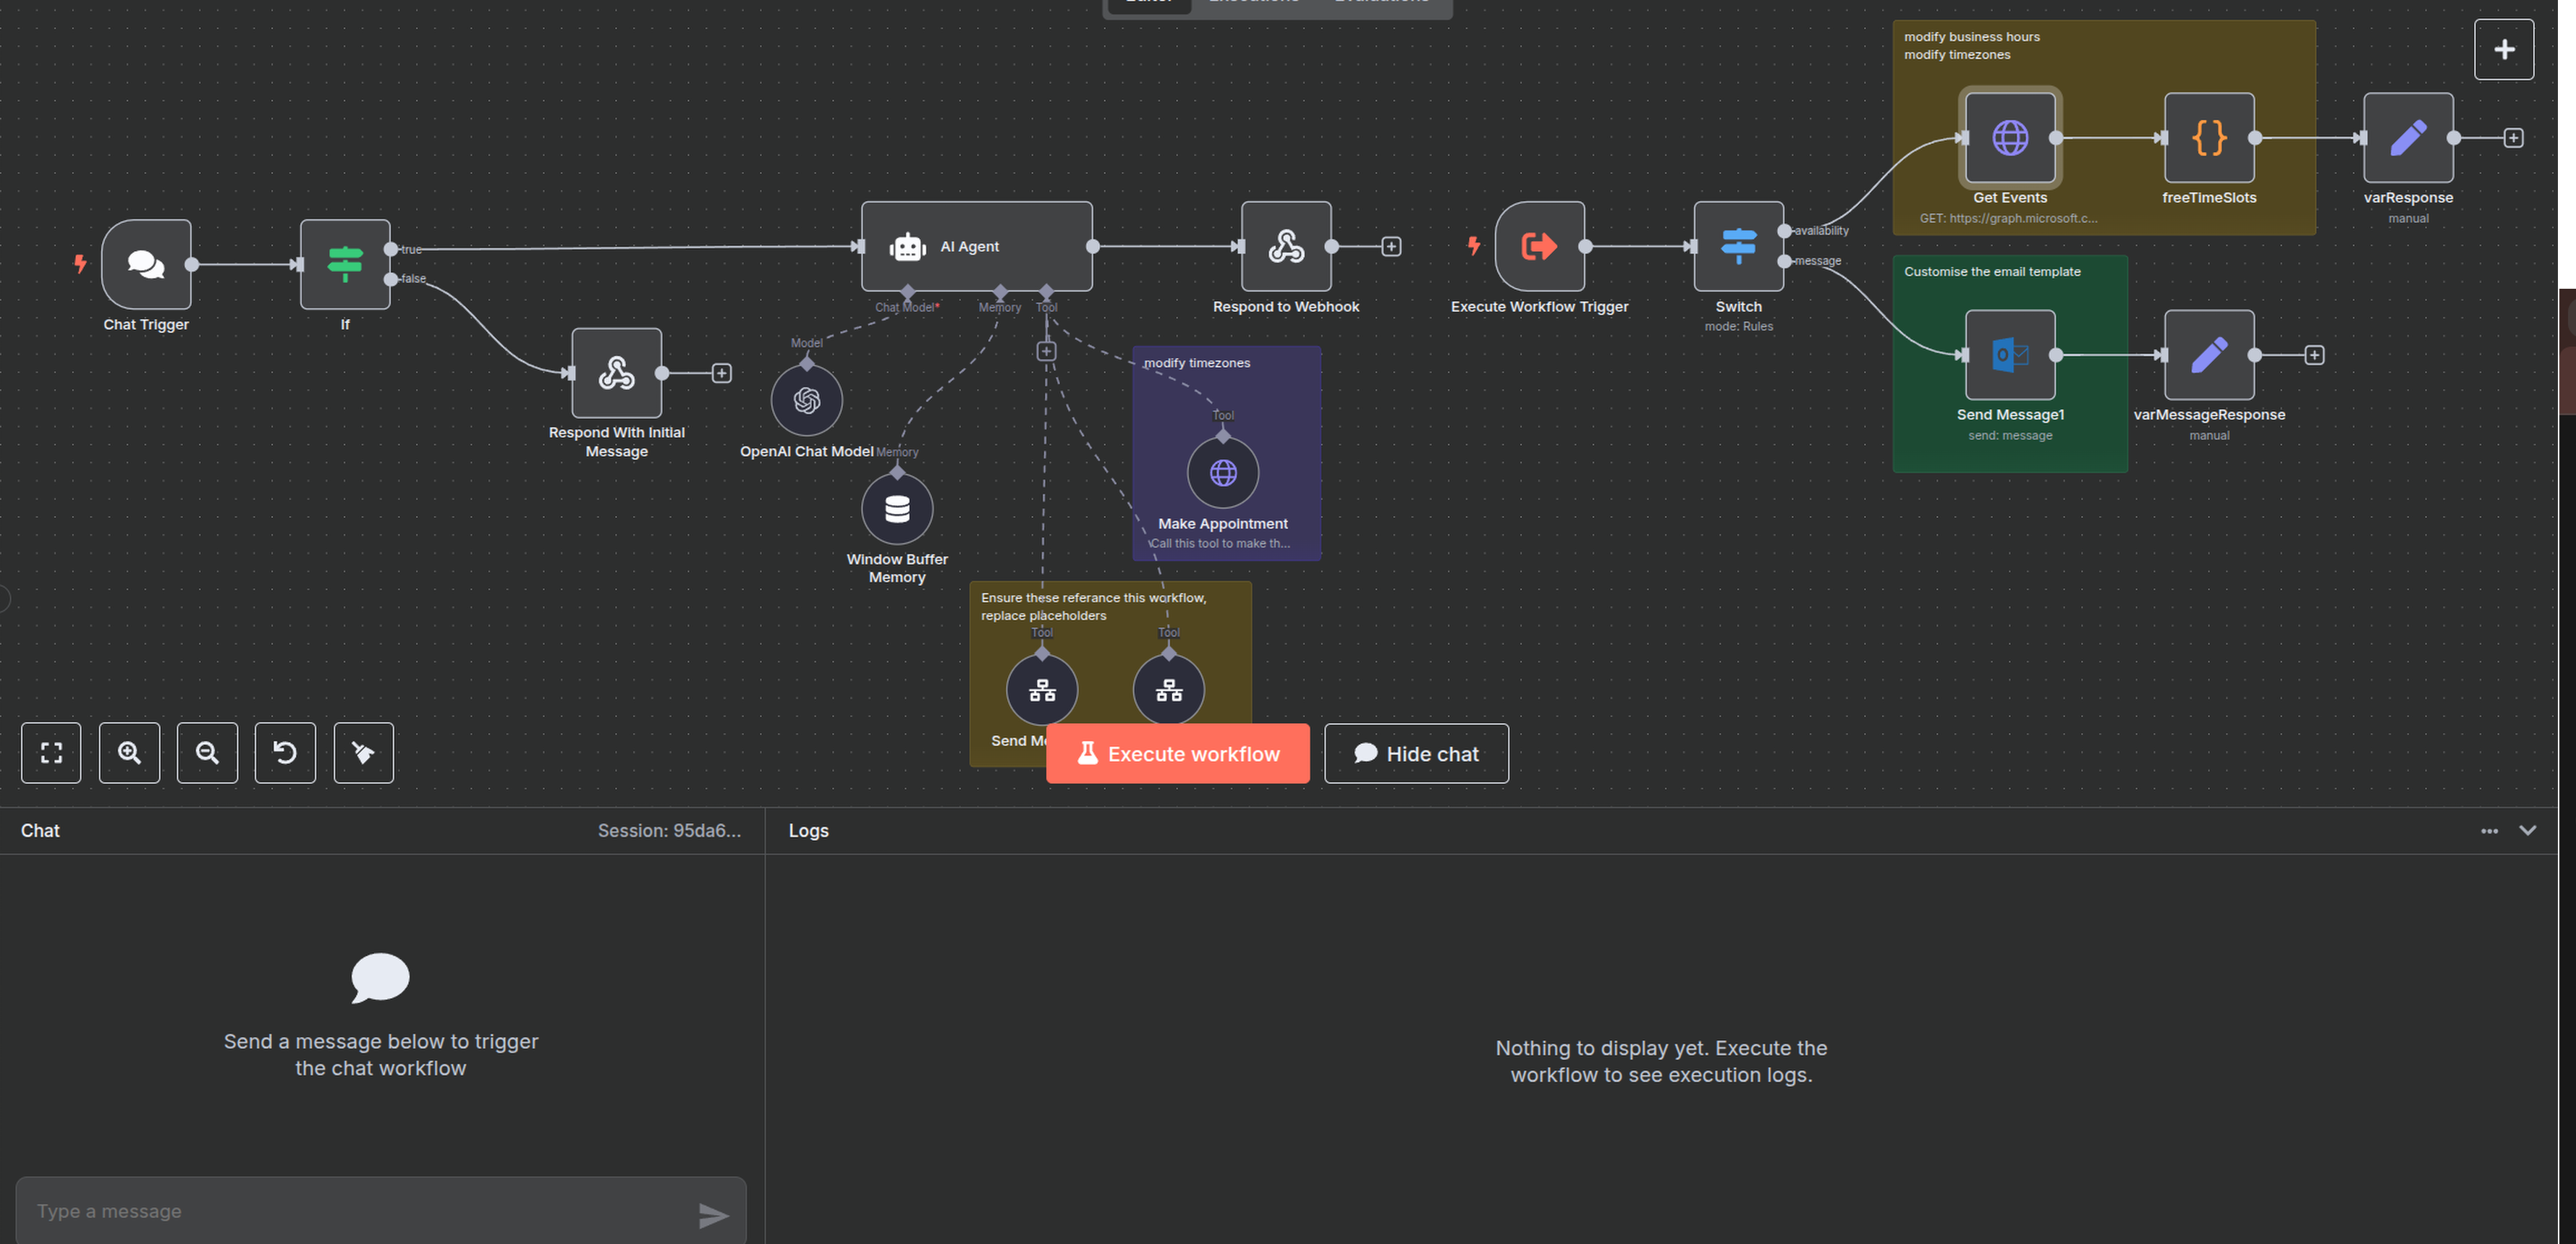 modify business hours
modify timezones
Get Events
GET: https://graph.microsoft.c...
freeTimeSlots
varResponse
manual
Chat Trigger
If
true
false
Respond With Initial
Message
AI Agent
Chat Model*
Memory
Tool
Respond to Webhook
Execute Workflow Trigger
Switch
mode: Rules
availability
message
Customise the email template
Send Message1
send: message
varMessageResponse
manual
Model
OpenAI Chat Model
Memory
Window Buffer
Memory
modify timezones
Tool
Make Appointment
Call this tool to make th...
Ensure these referance this workflow,
replace placeholders
Tool
Tool
Send
Execute workflow
Hide chat
Chat
Session: 95da6...
Logs
Send a message below to trigger
the chat workflow
Nothing to display yet. Execute the
workflow to see execution logs.
Type a message